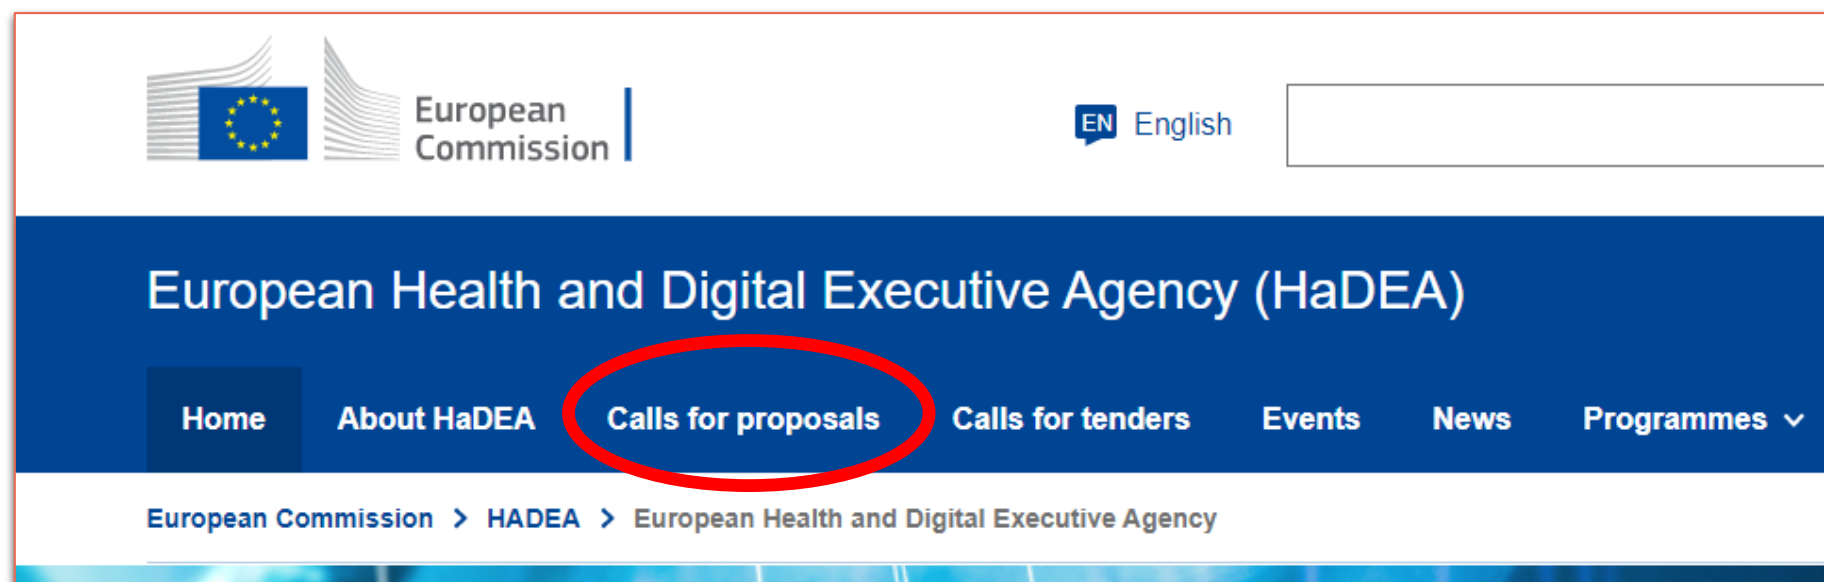 European
Commission
EN English
European Health and Digital Executive Agency (HaDEA)
Home About HaDEA Calls for proposals Calls for tenders Events News Programmes
European Commission > HADEA > European Health and Digital Executive Agency